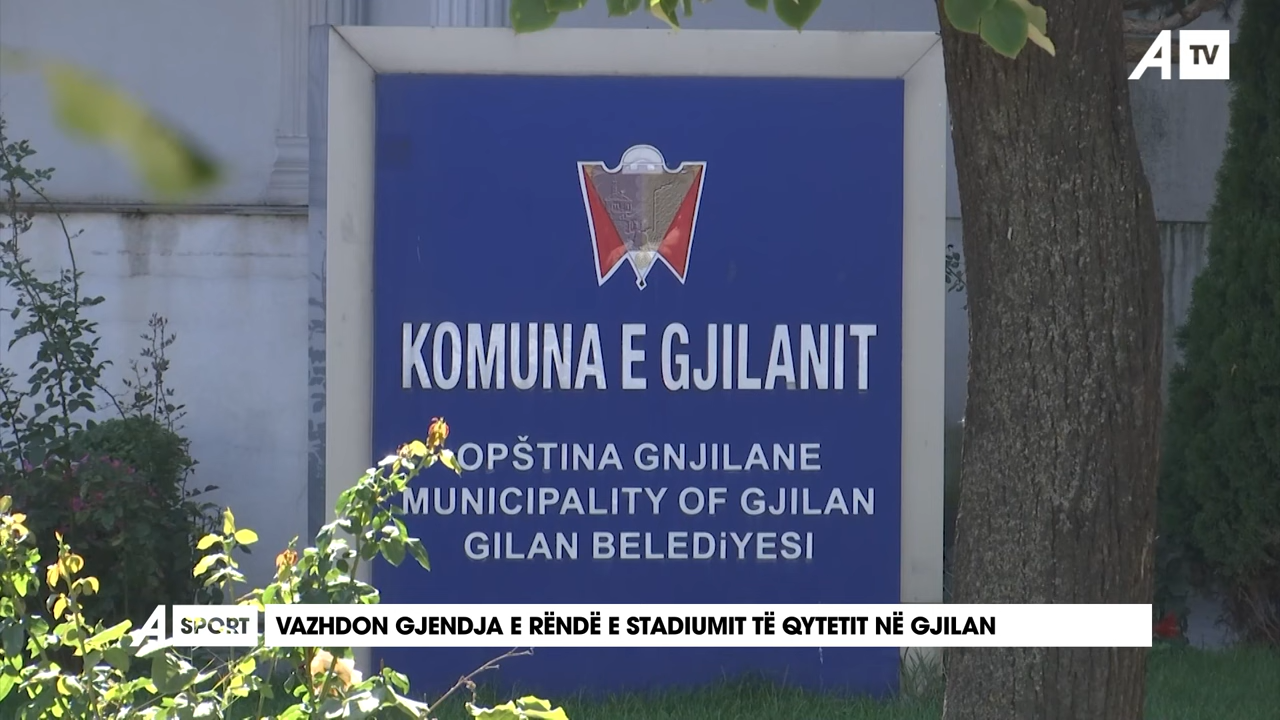 A TV
KOMUNA E GJILANIT
OPŠTINA GNJILANE
MUNICIPALITY OF GJILAN
GILAN BELEDiYESI
A SPORT VAZHDON GJENDJA E RËNDË E STADIUMIT TË QYTETIT NË GJILAN